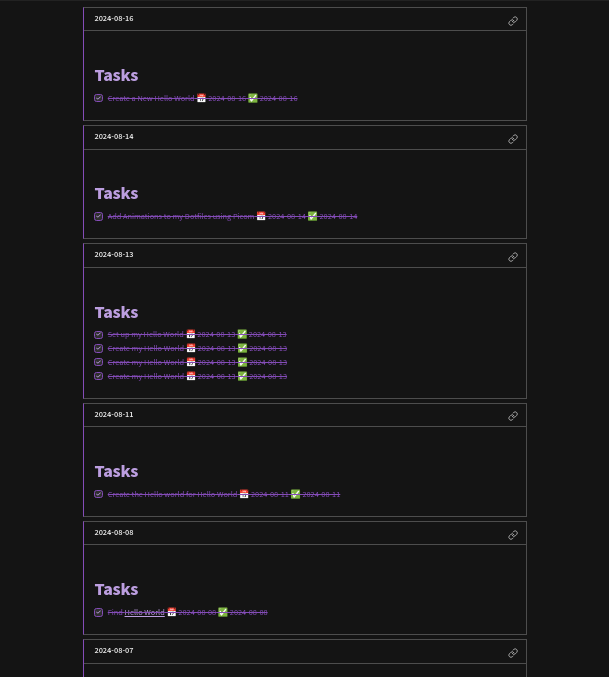 2024-08-16
Tasks
Create a New Hello World 📅 2024-08-16 ✅ 2024-08-16
2024-08-14
Tasks
Add Animations to my Dotfiles using Picom 📅 2024-08-14 ✅ 2024-08-14
2024-08-13
Tasks
Set up my Hello World 📅 2024-08-13 ✅ 2024-08-13
Create my Hello World 📅 2024-08-13 ✅ 2024-08-13
Create my Hello World 📅 2024-08-13 ✅ 2024-08-13
Create my Hello World 📅 2024-08-13 ✅ 2024-08-13
2024-08-11
Tasks
Create the Hello world for Hello World 📅 2024-08-11 ✅ 2024-08-11
2024-08-08
Tasks
Find Hello World 📅 2024-08-08 ✅ 2024-08-08
2024-08-07